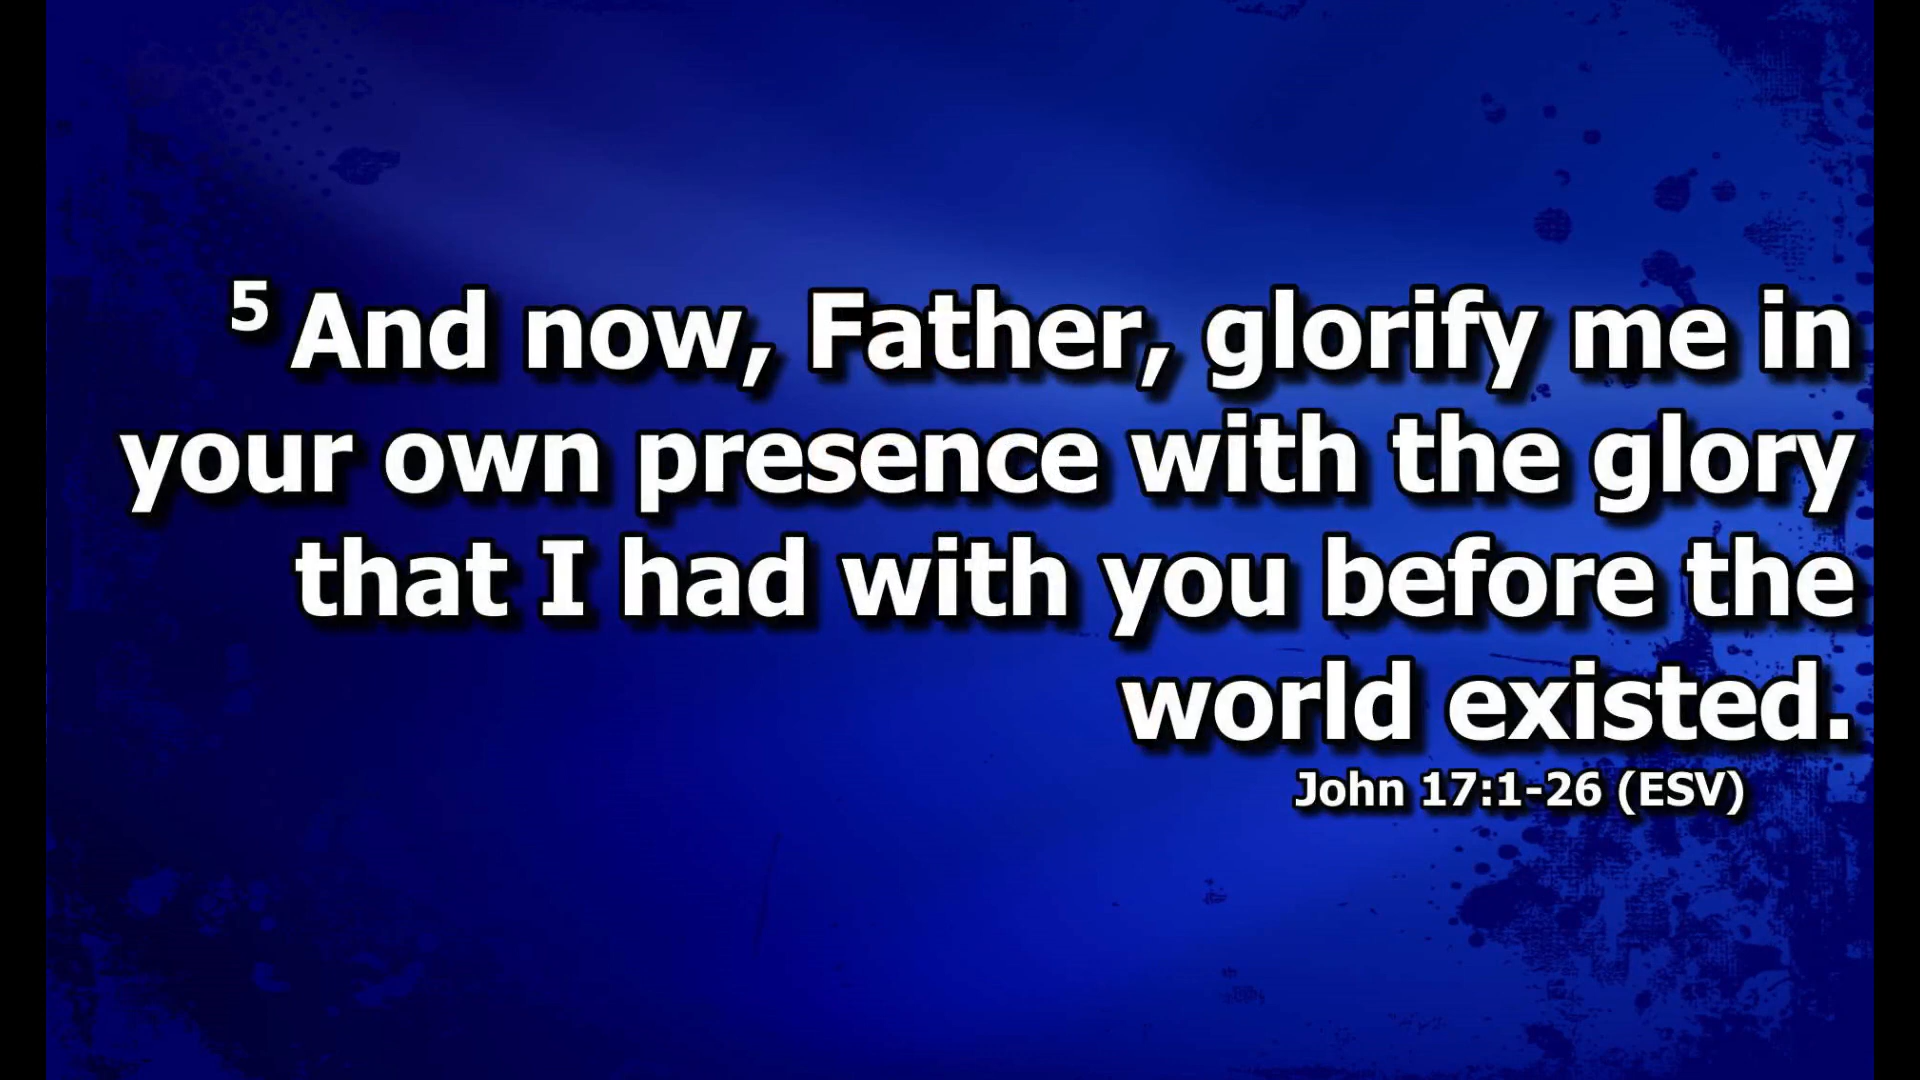 5 And now, Father, glorify me in
your own presence with the glory
that I had with you before the
world existed.
John 17:1-26 (ESV)